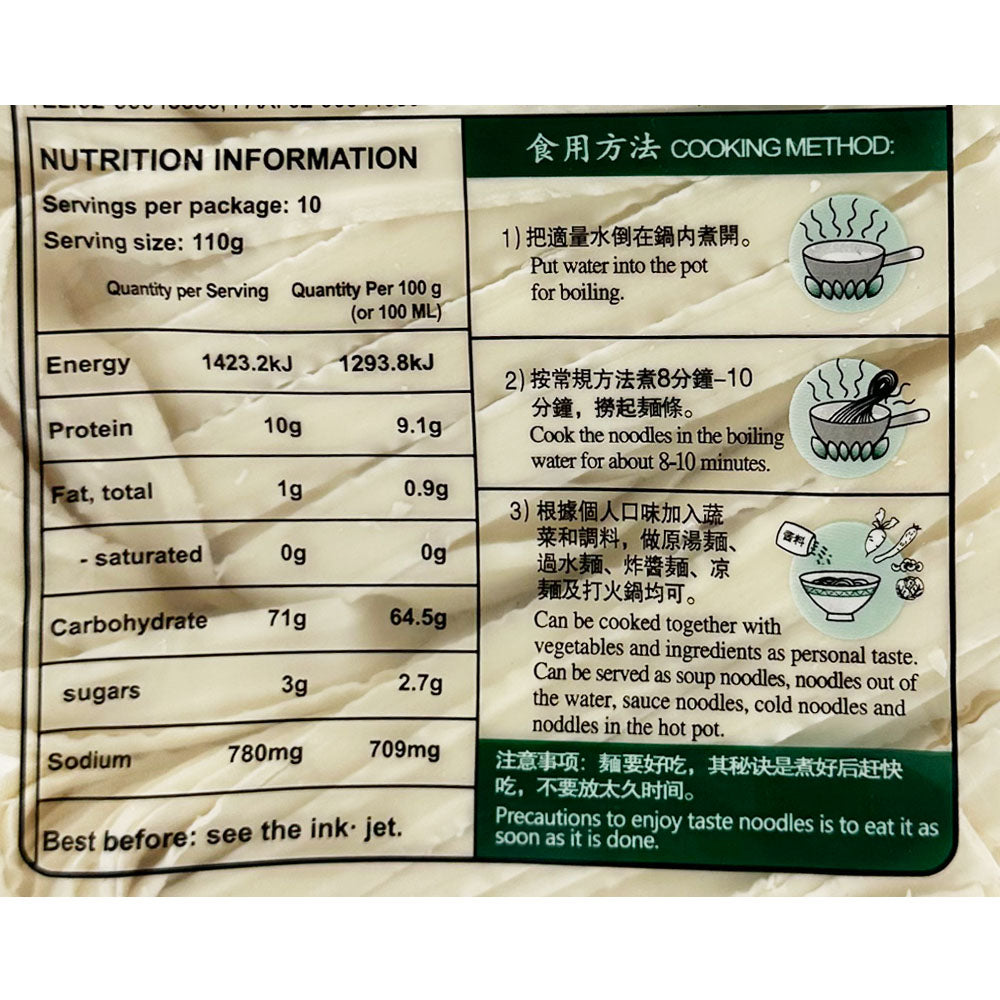 NUTRITION INFORMATION
Servings per package: 10
Serving size: 110g
Quantity per Serving Quantity Per 100 g
(or 100 ML)
Energy 1423.2kJ 1293.8kJ
Protein 10g 9.1g
Fat, total 1g 0.9g
- saturated 0g 0g
Carbohydrate 71g 64.5g
sugars 3g 2.7g
Sodium 780mg 709mg
Best before: see the ink· jet.
食用方法 COOKING METHOD:
1) 把適量水倒在鍋内煮開。
Put water into the pot
for boiling.
2) 按常規方法煮8分鐘-10
分鐘，撈起麵條。
Cook the noodles in the boiling
water for about 8-10 minutes.
3) 根據個人口味加入蔬
菜和調料，做原湯麵、
過水麵、炸醬麵、凉
麵及打火鍋均可。
香料
Can be cooked together with
vegetables and ingredients as personal taste.
Can be served as soup noodles, noodles out of
the water, sauce noodles, cold noodles and
noddles in the hot pot.
注意事项：麵要好吃，其秘诀是煮好后赶快
吃，不要放太久时间。
Precautions to enjoy taste noodles is to eat it as
soon as it is done.